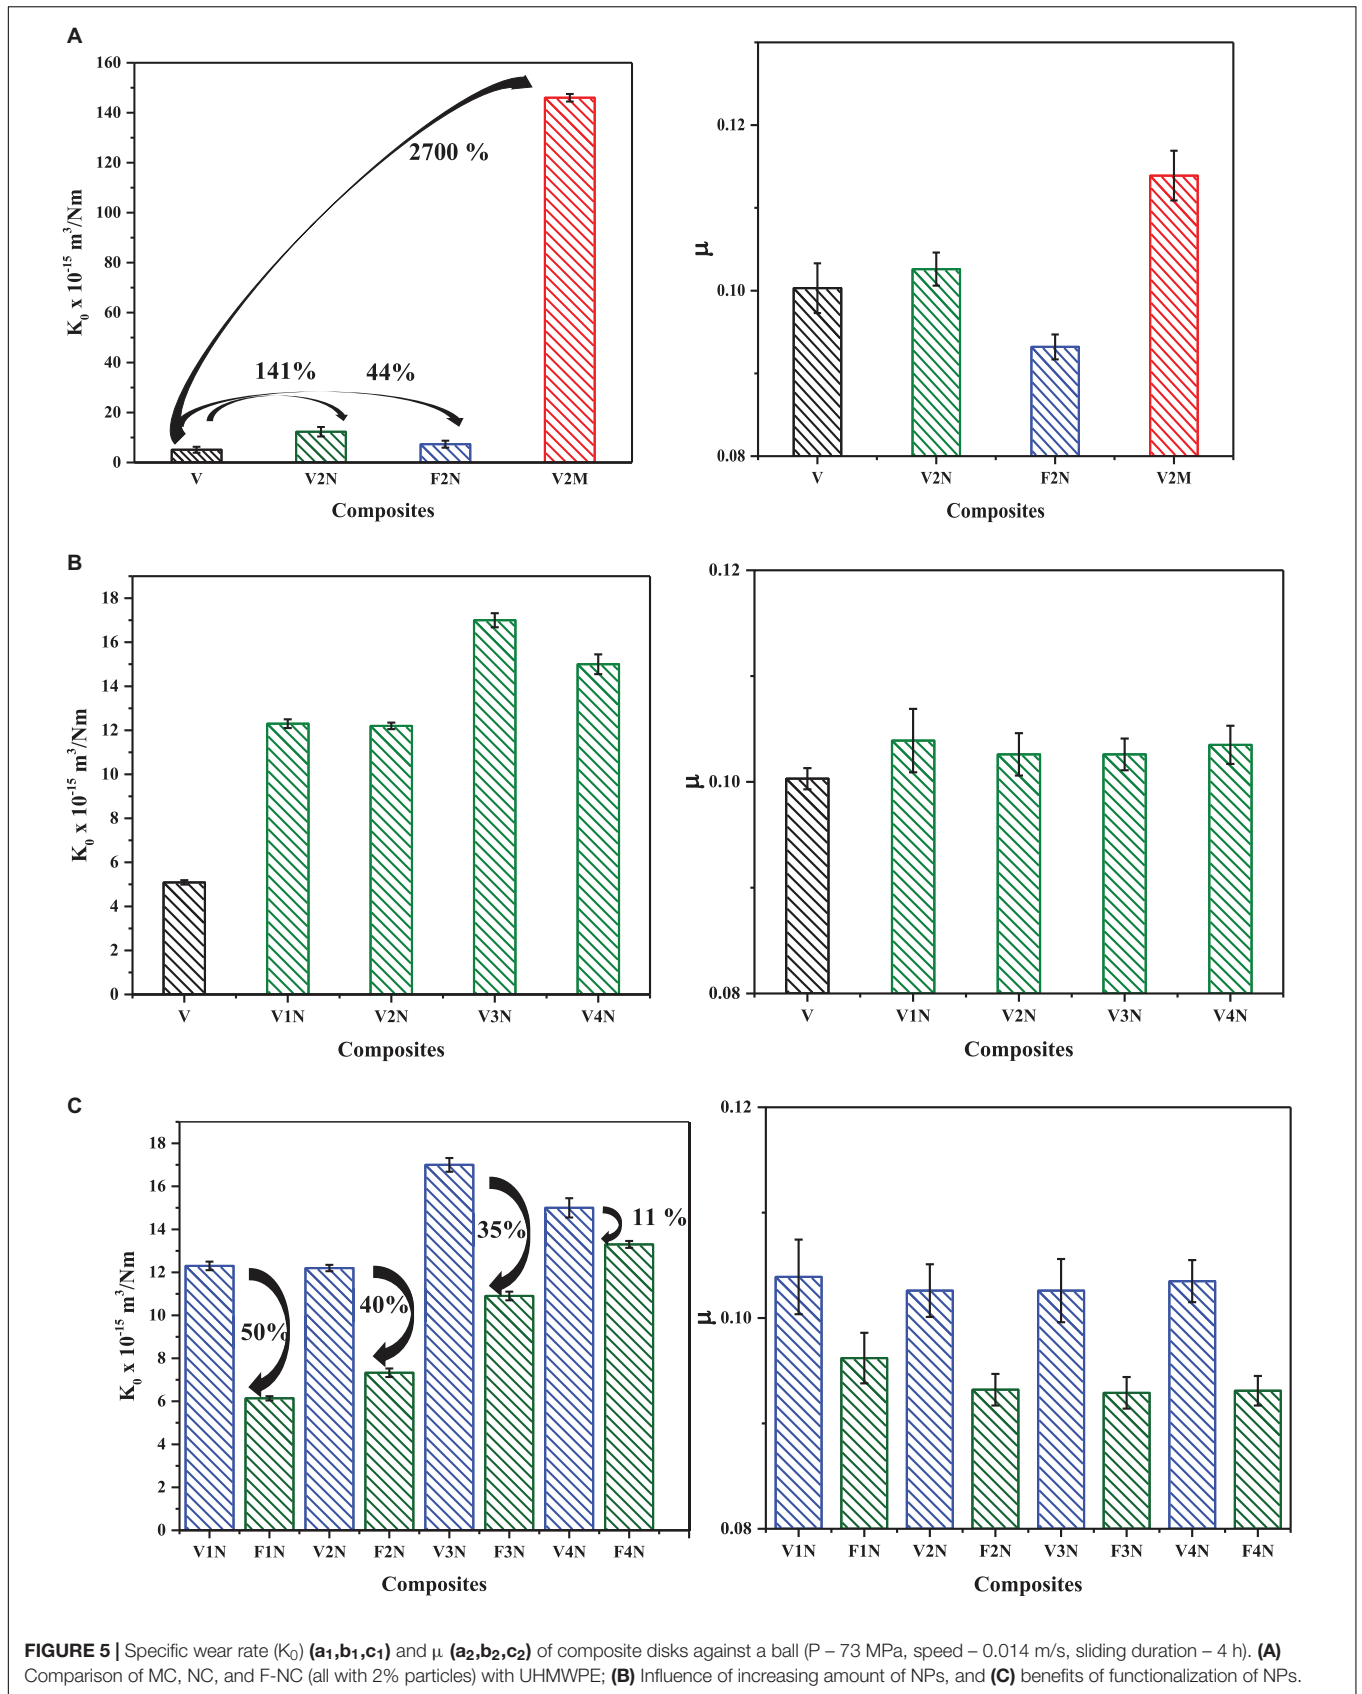 A
160
140
120
100
80
60
40
20
0
K₀ x 10⁻¹⁵ m³/Nm
2700 %
141%
44%
V V2N F2N V2M
Composites
0.12
0.10
0.08
μ
V V2N F2N V2M
Composites
B
18
16
14
12
10
8
6
4
2
0
K₀ x 10⁻¹⁵ m³/Nm
V V1N V2N V3N V4N
Composites
0.12
0.10
0.08
μ
V V1N V2N V3N V4N
Composites
C
18
16
14
12
10
8
6
4
2
0
K₀ x 10⁻¹⁵ m³/Nm
50%
40%
35%
11 %
V1N F1N V2N F2N V3N F3N V4N F4N
Composites
0.12
0.10
0.08
μ
V1N F1N V2N F2N V3N F3N V4N F4N
Composites
FIGURE 5 | Specific wear rate (K₀) (a₁,b₁,c₁) and μ (a₂,b₂,c₂) of composite disks against a ball (P – 73 MPa, speed – 0.014 m/s, sliding duration – 4 h). (A)
Comparison of MC, NC, and F-NC (all with 2% particles) with UHMWPE; (B) Influence of increasing amount of NPs, and (C) benefits of functionalization of NPs.